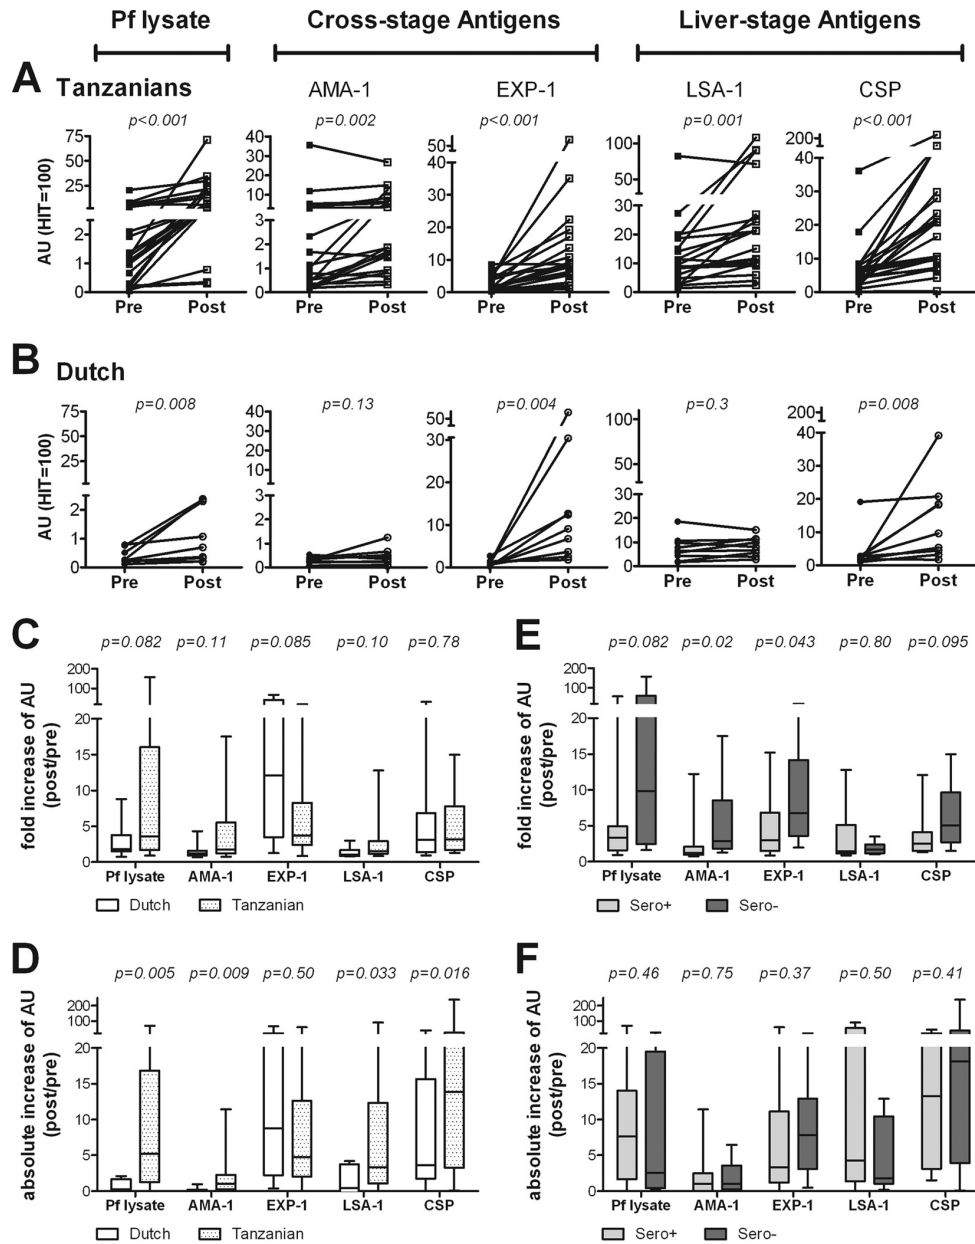 Pf lysate Cross-stage Antigens Liver-stage Antigens
A Tanzanians AMA-1 EXP-1 LSA-1 CSP
p<0.001 p=0.002 p<0.001 p=0.001 p<0.001
AU (HIT=100)
75 50 25 2 1 0
40 30 20 10 0 3 2 1 0
50 40 30 20 10 0
100 50 30 20 10 0
200 40 30 20 10 0
Pre Post Pre Post Pre Post Pre Post Pre Post
B Dutch
p=0.008 p=0.13 p=0.004 p=0.3 p=0.008
AU (HIT=100)
75 50 25 2 1 0
40 30 20 10 0 3 2 1 0
50 30 20 10 0
100 50 30 20 10 0
200 40 30 20 10 0
Pre Post Pre Post Pre Post Pre Post Pre Post
C
p=0.082 p=0.11 p=0.085 p=0.10 p=0.78
fold increase of AU
(post/pre)
200 100 20 15 10 5 0
Pf lysate AMA-1 EXP-1 LSA-1 CSP
Dutch Tanzanian
E
p=0.082 p=0.02 p=0.043 p=0.80 p=0.095
fold increase of AU
(post/pre)
200 100 20 15 10 5 0
Pf lysate AMA-1 EXP-1 LSA-1 CSP
Sero+ Sero-
D
p=0.005 p=0.009 p=0.50 p=0.033 p=0.016
absolute increase of AU
(post/pre)
200 100 20 15 10 5 0
Pf lysate AMA-1 EXP-1 LSA-1 CSP
Dutch Tanzanian
F
p=0.46 p=0.75 p=0.37 p=0.50 p=0.41
absolute increase of AU
(post/pre)
200 100 20 15 10 5 0
Pf lysate AMA-1 EXP-1 LSA-1 CSP
Sero+ Sero-